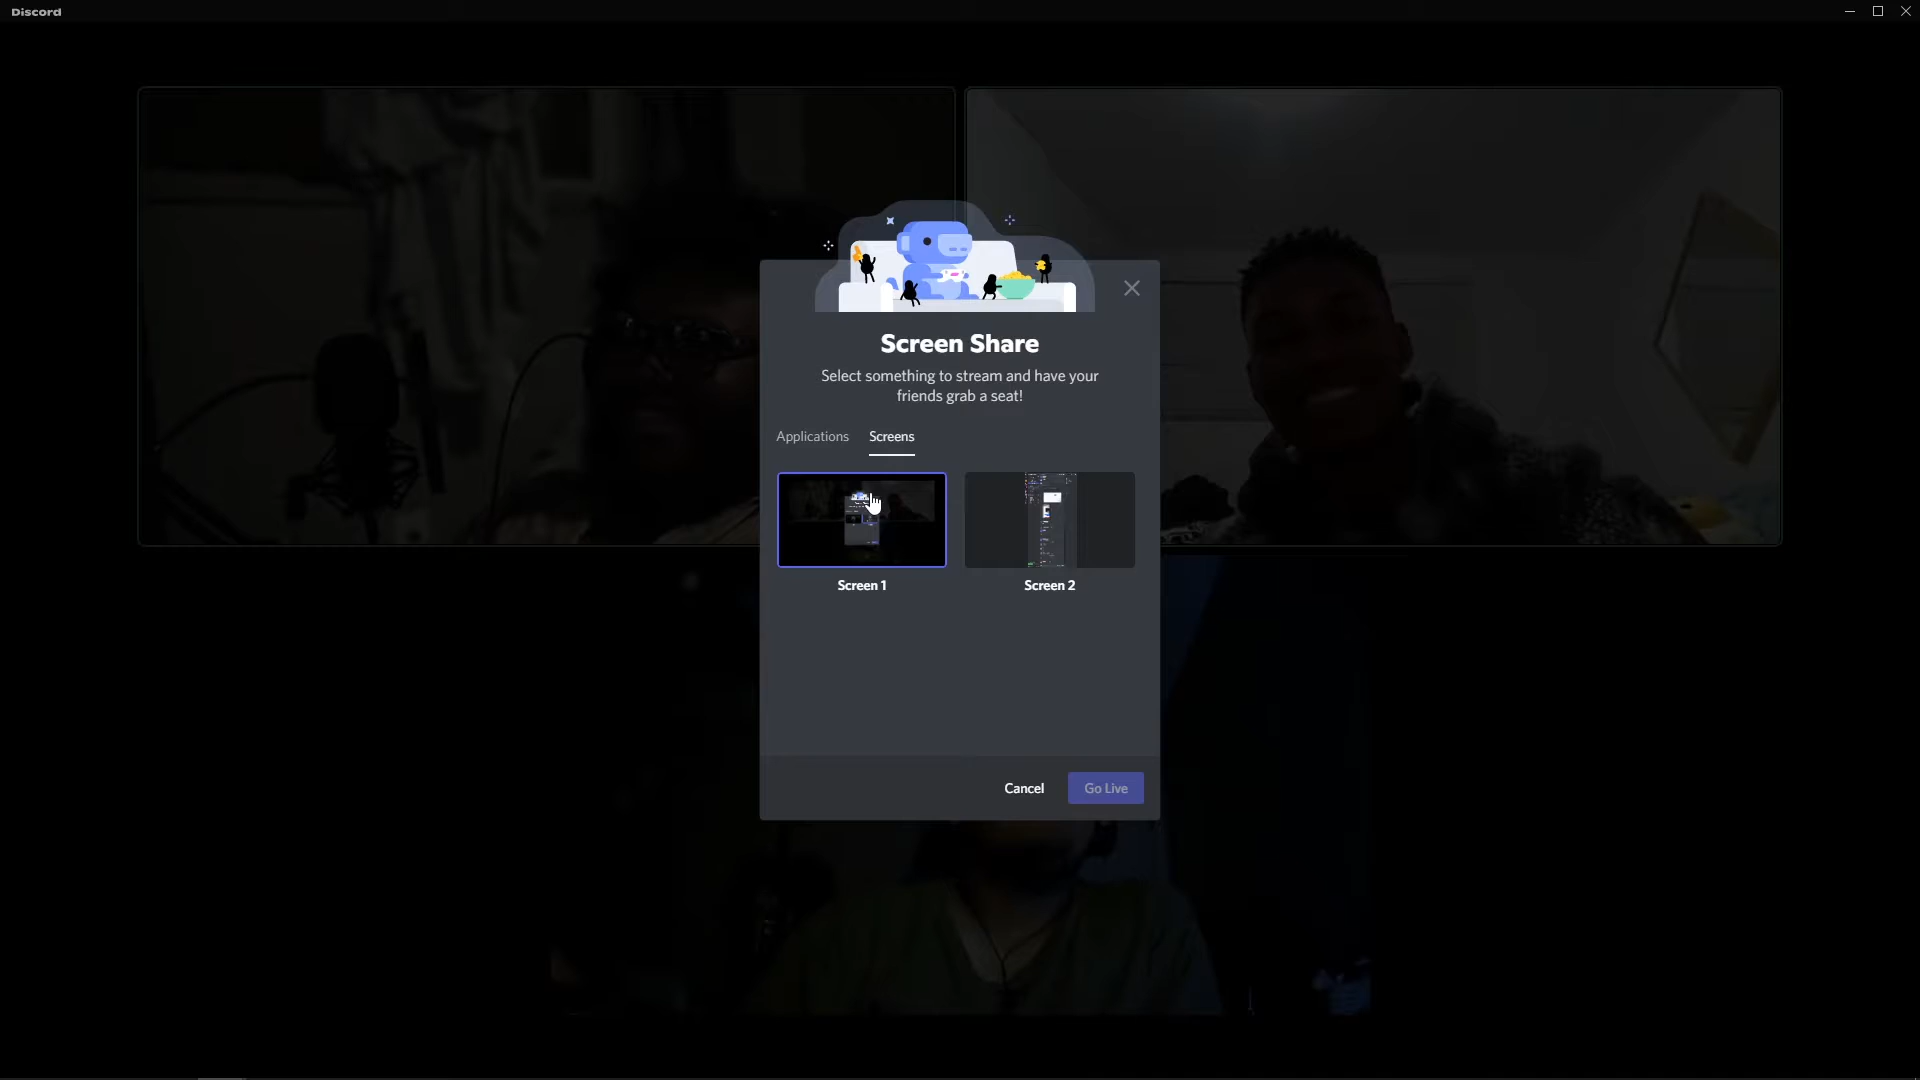 Discord
Screen Share
Select something to stream and have your
friends grab a seat!
Applications
Screens
Screen 1
Screen 2
Cancel
Go Live